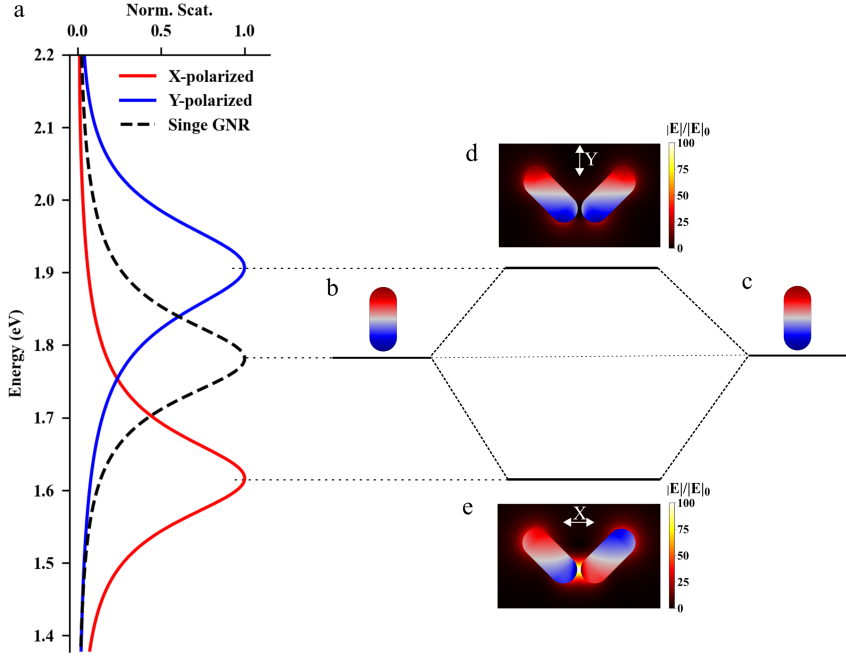 a
Norm. Scat.
0.0 0.5 1.0
2.2
2.1
2.0
1.9
1.8
1.7
1.6
1.5
1.4
Energy (eV)
X-polarized
Y-polarized
Singe GNR
b
c
d
Y
|E|/|E|0
100
75
50
25
0
e
X
|E|/|E|0
100
75
50
25
0